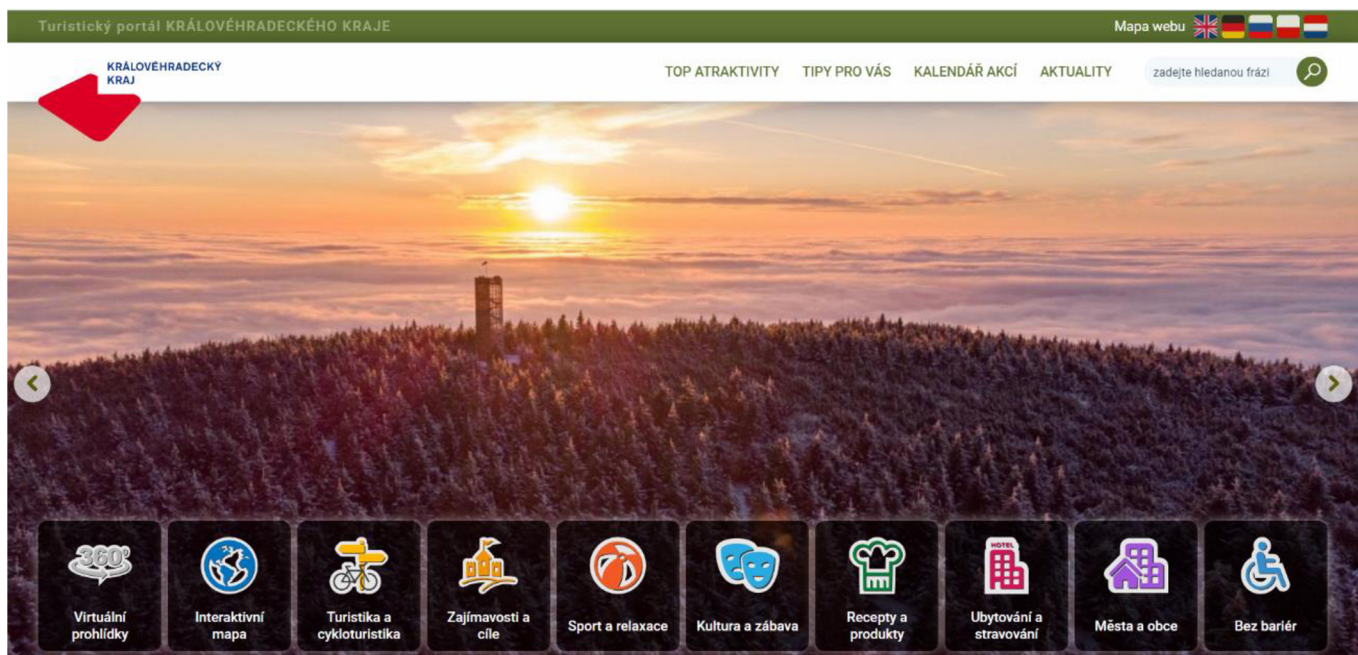 Turistický portál KRÁLOVÉHRADECKÉHO KRAJE
Mapa webu
KRÁLOVÉHRADECKÝ
KRAJ
TOP ATRAKTIVITY
TIPY PRO VÁS
KALENDÁŘ AKCÍ
AKTUALITY
zadejte hledanou frázi
360°
Virtuální
prohlídky
Interaktivní
mapa
Turistika a
cykloturistika
Zajímavosti a
cíle
Sport a relaxace
Kultura a zábava
Recepty a
produkty
HOTEL
Ubytování a
stravování
Města a obce
Bez bariér